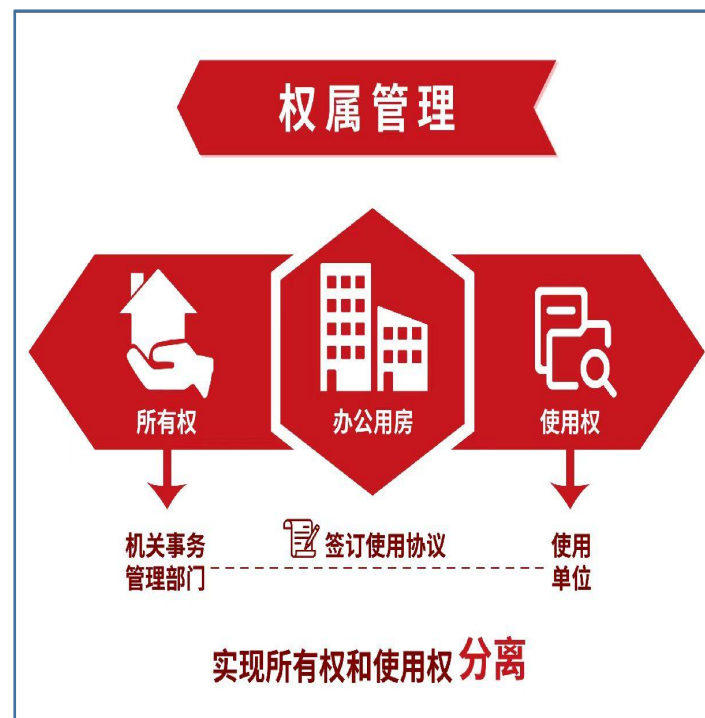 权属管理
所有权
办公用房
使用权
机关事务
管理部门
签订使用协议
使用
单位
实现所有权和使用权分离